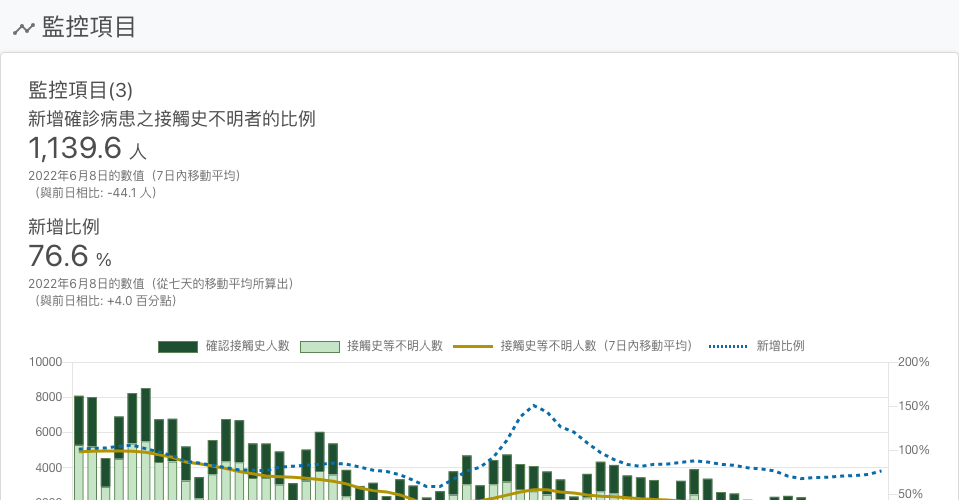 監控項目
監控項目(3)
新增確診病患之接觸史不明者的比例
1,139.6 人
2022年6月8日的數值（7日內移動平均）
（與前日相比: -44.1 人）
新增比例
76.6 %
2022年6月8日的數值（從七天的移動平均所算出）
（與前日相比: +4.0 百分點）
確認接觸史人數 接觸史等不明人數 接觸史等不明人數（7日內移動平均） 新增比例
10000 200%
8000
150%
6000
100%
4000
50%